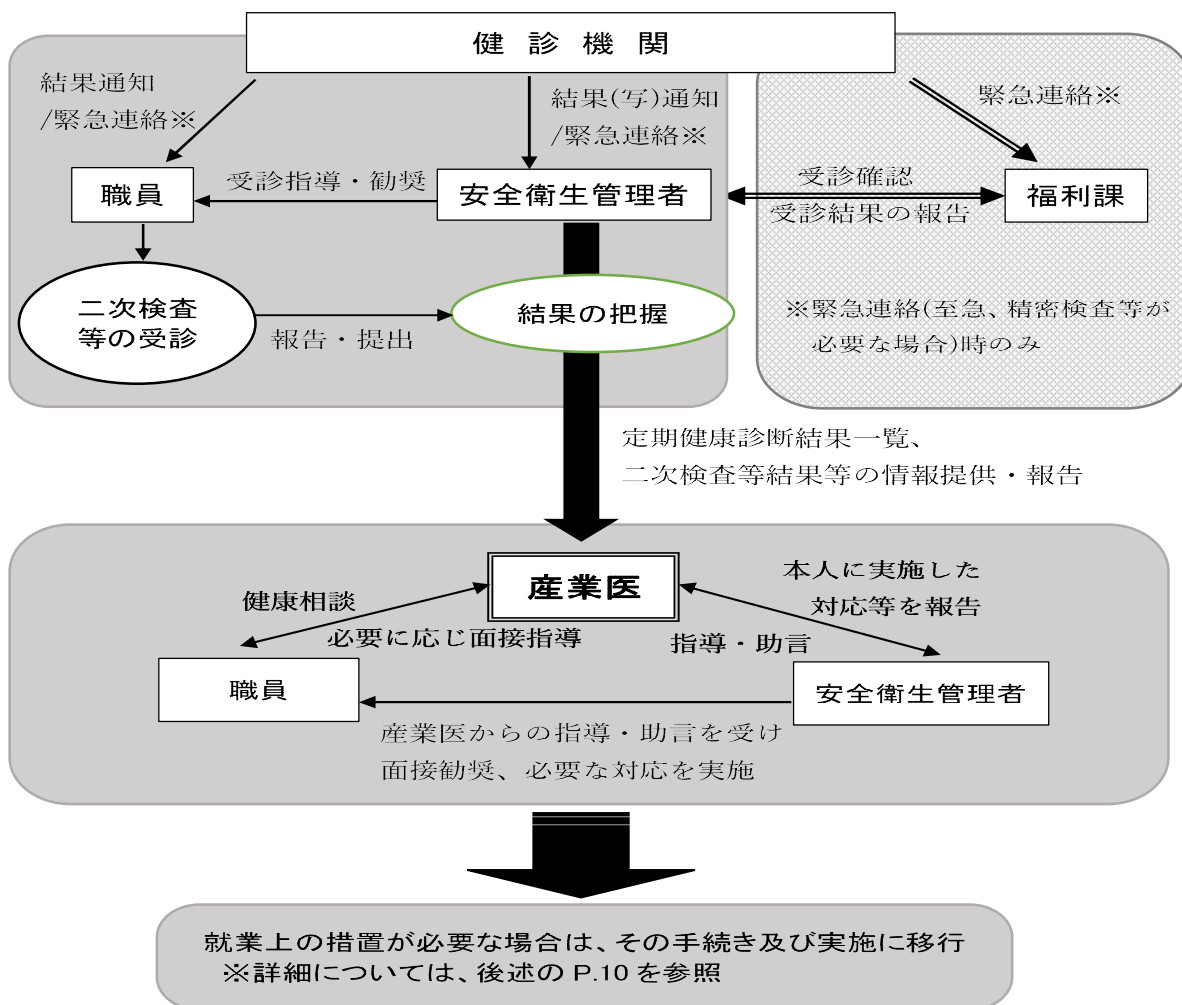 健診機関
結果通知
/緊急連絡※
結果(写)通知
/緊急連絡※
緊急連絡※
職員
受診指導・勧奨
安全衛生管理者
受診確認
受診結果の報告
福利課
二次検査
等の受診
報告・提出
結果の把握
※緊急連絡(至急、精密検査等が
必要な場合)時のみ
定期健康診断結果一覧、
二次検査等結果等の情報提供・報告
産業医
本人に実施した
対応等を報告
健康相談
必要に応じ面接指導
指導・助言
職員
安全衛生管理者
産業医からの指導・助言を受け
面接勧奨、必要な対応を実施
就業上の措置が必要な場合は、その手続き及び実施に移行
※詳細については、後述の P.10 を参照